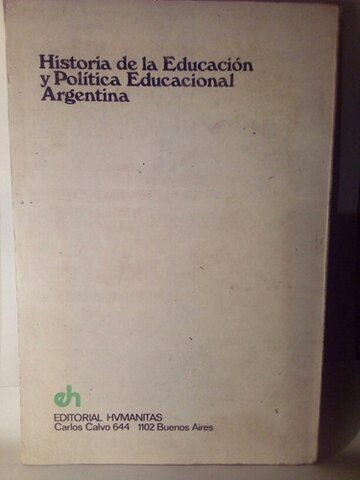 Historia de la Educación
y Política Educacional
Argentina
eh
EDITORIAL HVMANITAS
Carlos Calvo 644 1102 Buenos Aires